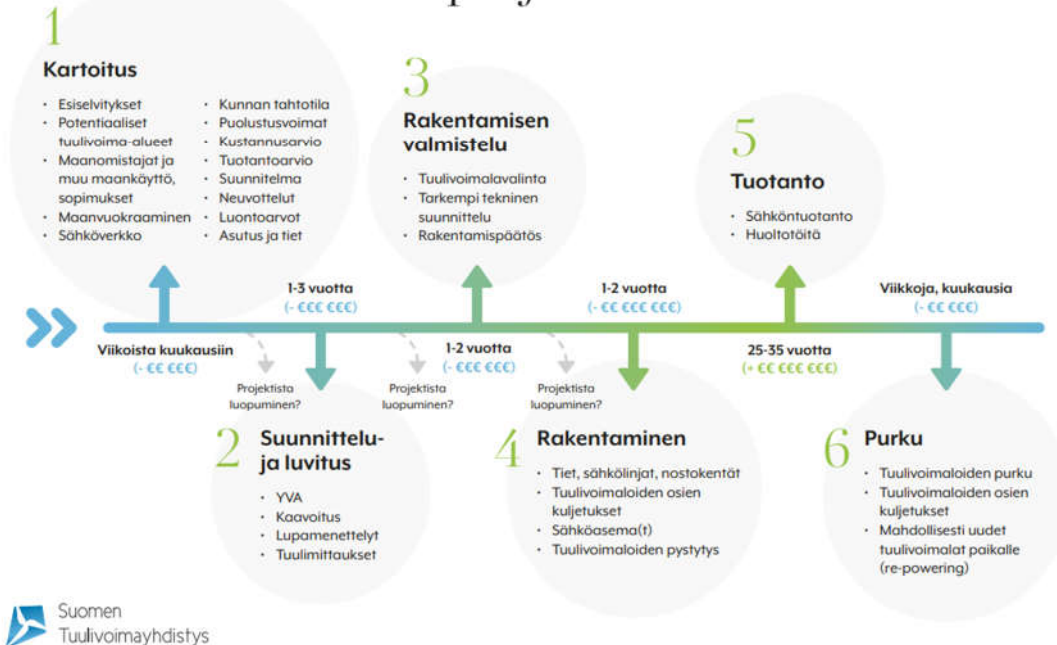 1
Kartoitus
· Esiselvitykset
· Potentiaaliset
tuulivoima-alueet
· Maanomistajat ja
muu maankäyttö,
sopimukset
· Maanvuokraaminen
· Sähköverkko
· Kunnan tahtotila
· Puolustusvoimat
· Kustannusarvio
· Tuotantoarvio
· Suunnitelma
· Neuvottelut
· Luontoarvot
· Asutus ja tiet
3
Rakentamisen
valmistelu
· Tuulivoimalavalinta
· Tarkempi tekninen
suunnittelu
· Rakentamispäätös
5
Tuotanto
· Sähköntuotanto
· Huoltotöitä
1-3 vuotta
(- €€€ €€€)
1-2 vuotta
(- €€ €€€ €€€)
Viikkoja, kuukausia
(- €€ €€€)
Viikoista kuukausiin
(- €€ €€€)
1-2 vuotta
(- €€€ €€€)
25-35 vuotta
(+ €€ €€€ €€€)
Projektista
luopuminen?
Projektista
luopuminen?
Projektista
luopuminen?
2
Suunnittelu-
ja luvitus
· YVA
· Kaavoitus
· Lupamenettelyt
· Tuulimittaukset
4
Rakentaminen
· Tiet, sähkölinjat, nostokentät
· Tuulivoimaloiden osien
kuljetukset
· Sähköasema(t)
· Tuulivoimaloiden pystytys
6
Purku
· Tuulivoimaloiden purku
· Tuulivoimaloiden osien
kuljetukset
· Mahdollisesti uudet
tuulivoimalat paikalle
(re-powering)
Suomen
Tuulivoimayhdistys